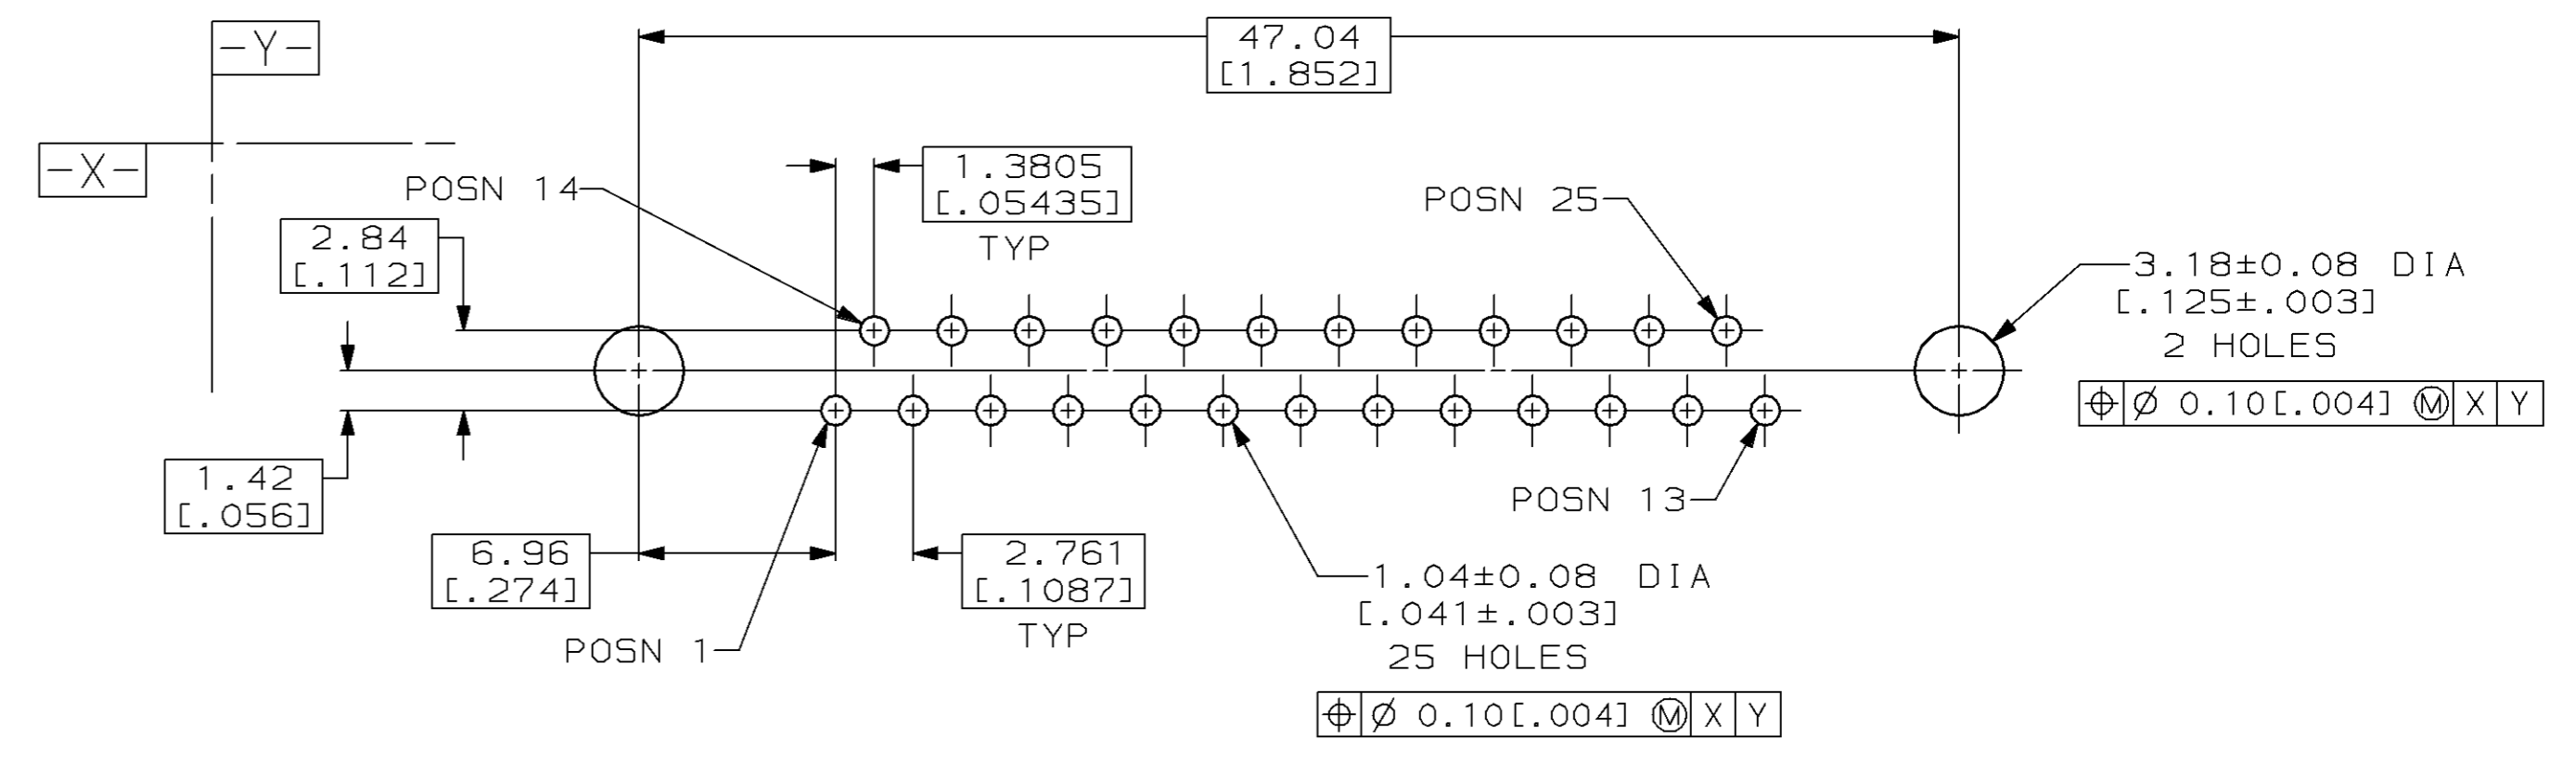 -Y-
47.04
[1.852]
-X-
POSN 14
1.3805
[.05435]
TYP
POSN 25
2.84
[.112]
3.18±0.08 DIA
[.125±.003]
2 HOLES
⌖ Ø 0.10[.004] Ⓜ X Y
1.42
[.056]
POSN 13
6.96
[.274]
2.761
[.1087]
TYP
1.04±0.08 DIA
[.041±.003]
25 HOLES
POSN 1
⌖ Ø 0.10[.004] Ⓜ X Y